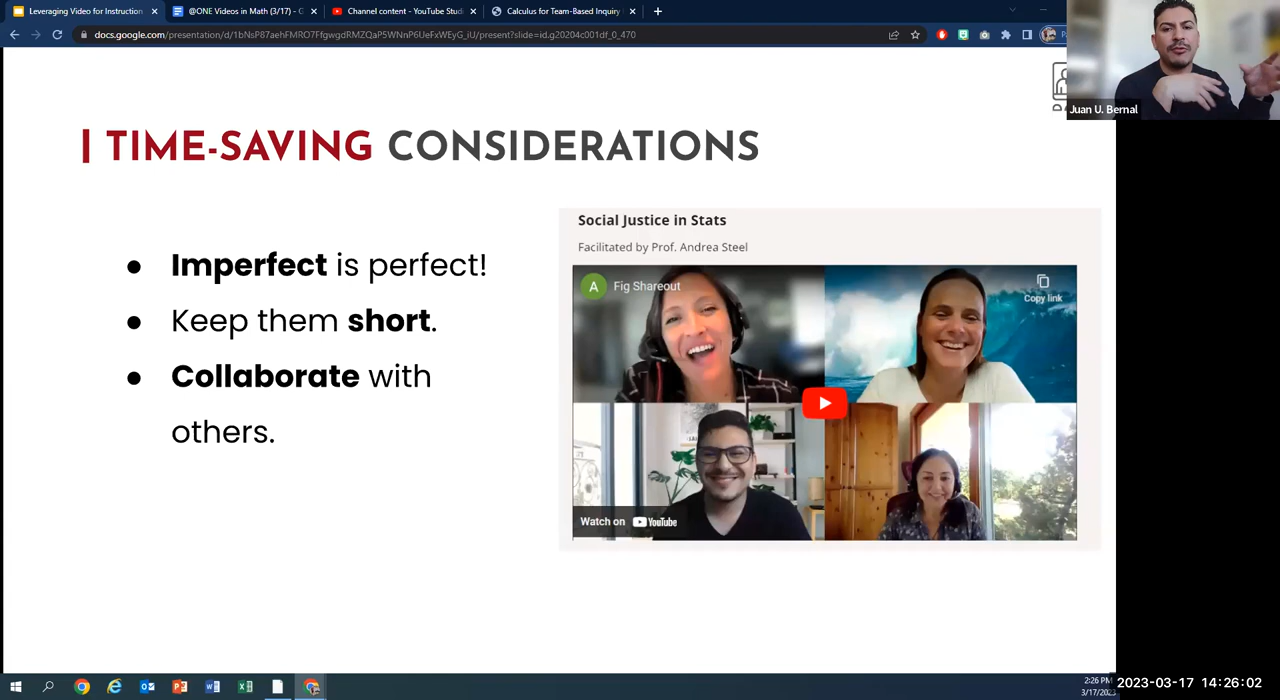 Leveraging Video for Instruction
@ONE Videos in Math (3/17) - G
Channel content - YouTube Stud
Calculus for Team-Based Inquiry
docs.google.com/presentation/d/1bNsP87aehFMRO7FfgwgdRMZQaP5WNnP6UeFxWEyG_iU/present?slide=id.g20204c001df_0_470
Juan U. Bernal
TIME-SAVING CONSIDERATIONS
● Imperfect is perfect!
● Keep them short.
● Collaborate with
others.
Social Justice in Stats
Facilitated by Prof. Andrea Steel
A Fig Shareout
Copy link
Watch on YouTube
2:26 PM
3/17/2023
2023-03-17 14:26:02